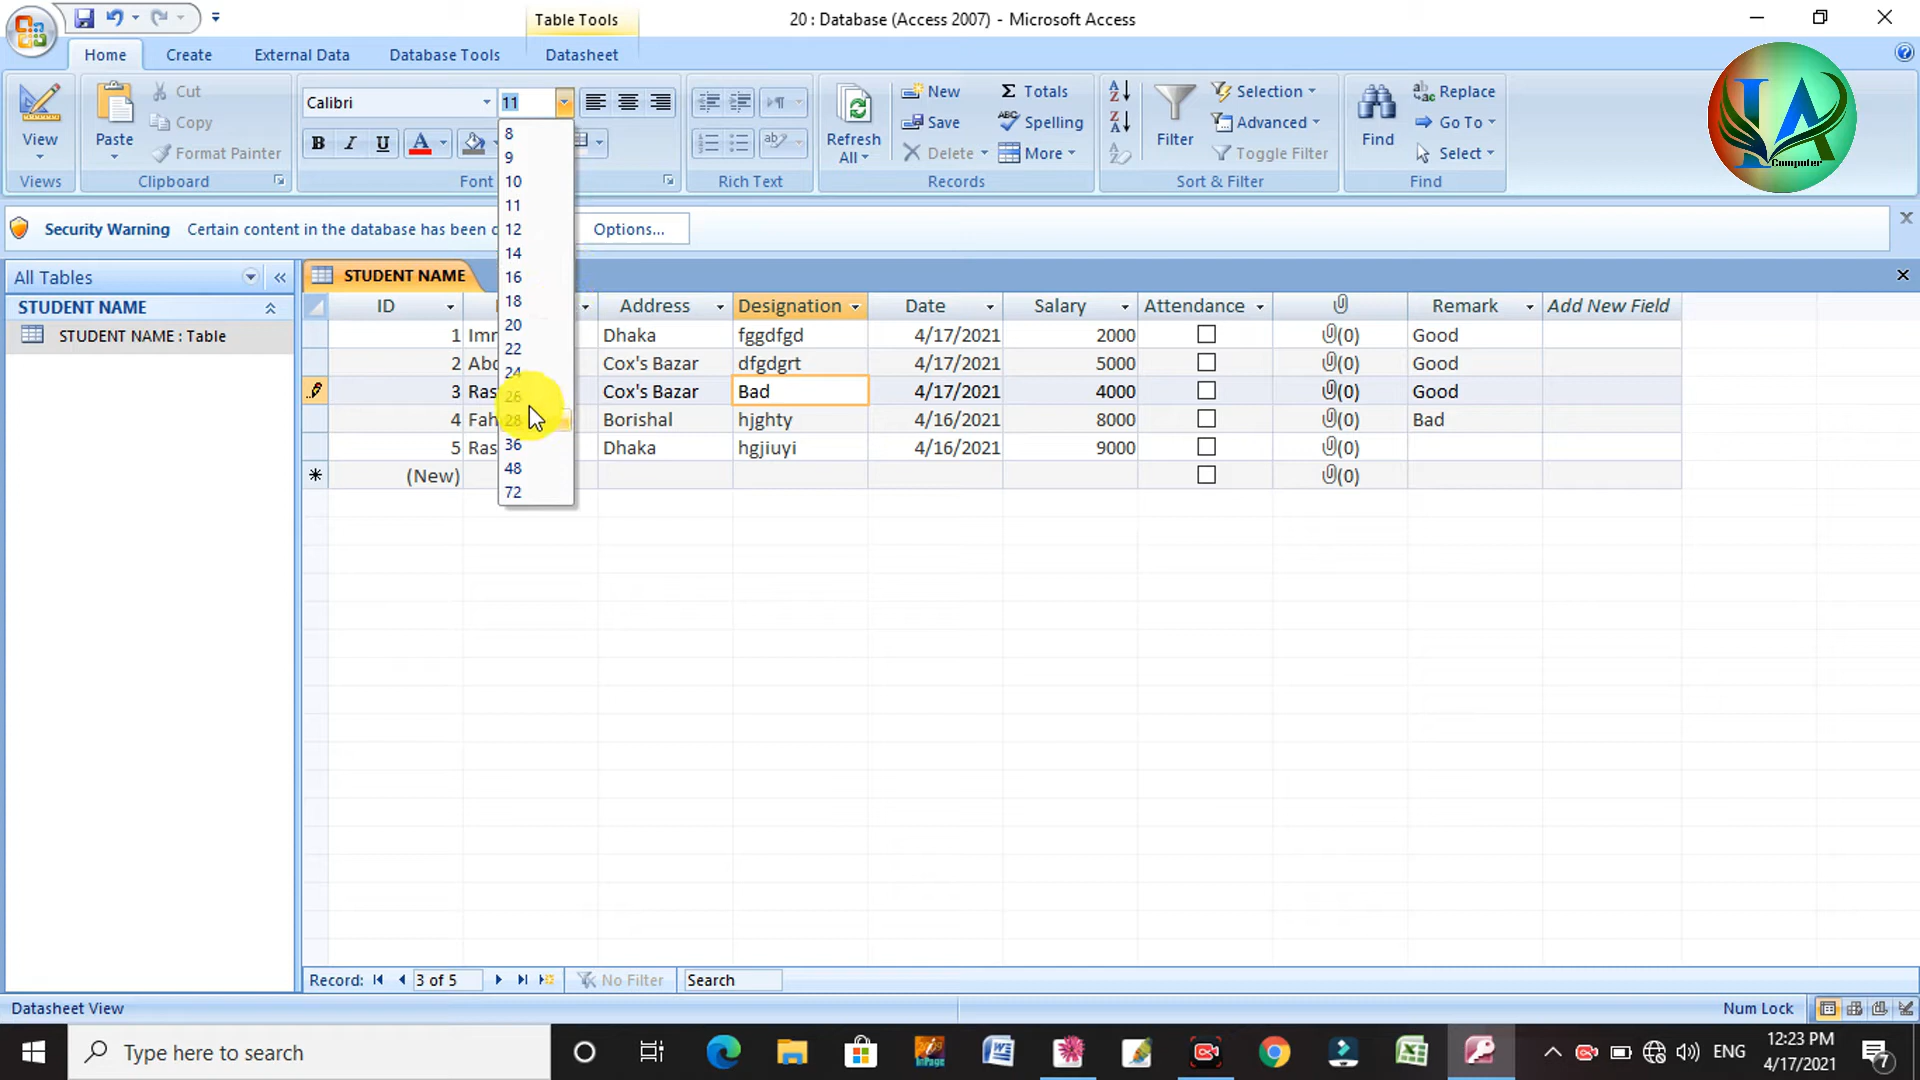 Table Tools
20 : Database (Access 2007) - Microsoft Access
Home
Create
External Data
Database Tools
Datasheet
View
Views
Paste
Cut
Copy
Format Painter
Clipboard
Calibri
11
B I U A
Font
Rich Text
Refresh
All
New
Save
Delete
Totals
Spelling
More
Records
Filter
Selection
Advanced
Toggle Filter
Sort & Filter
Find
Replace
Go To
Select
Find
IA
Computer
8
9
10
11
12
14
16
18
20
22
24
26
28
36
48
72
Security Warning Certain content in the database has been
Options...
All Tables
STUDENT NAME
STUDENT NAME : Table
STUDENT NAME
ID Address Designation Date Salary Attendance Remark Add New Field
1 Dhaka fggdfgd 4/17/2021 2000 (0) Good
2 Cox's Bazar dfgdgrt 4/17/2021 5000 (0) Good
3 Ras Cox's Bazar Bad 4/17/2021 4000 (0) Good
4 Fah Borishal hjghty 4/16/2021 8000 (0) Bad
5 Ras Dhaka hgjiuyi 4/16/2021 9000 (0)
(New) (0)
Record: 3 of 5 No Filter Search
Datasheet View
Num Lock
Type here to search
ENG
12:23 PM
4/17/2021
7